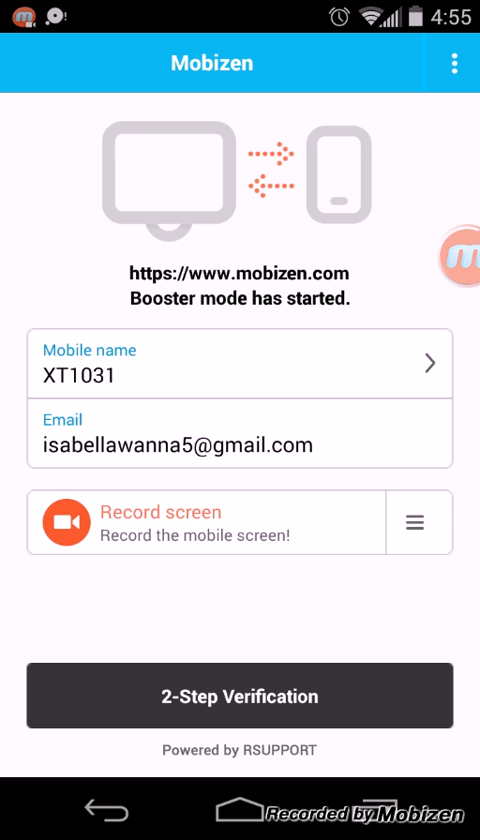 4:55
Mobizen
https://www.mobizen.com
Booster mode has started.
Mobile name
XT1031
Email
isabellawanna5@gmail.com
Record screen
Record the mobile screen!
2-Step Verification
Powered by RSUPPORT
Recorded by Mobizen